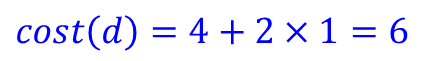 cost(d) = 4 + 2 × 1 = 6